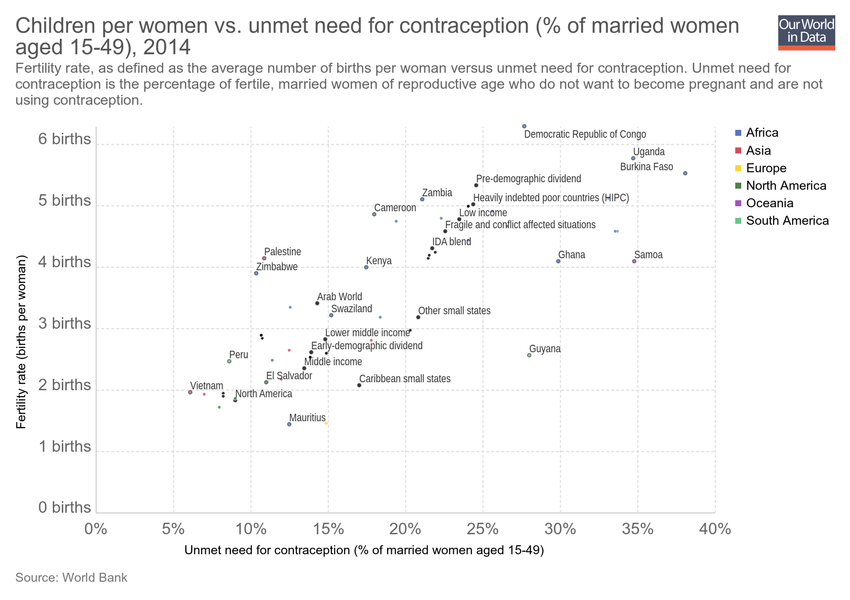 Children per women vs. unmet need for contraception (% of married women
aged 15-49), 2014
Our World
in Data
Fertility rate, as defined as the average number of births per woman versus unmet need for contraception. Unmet need for
contraception is the percentage of fertile, married women of reproductive age who do not want to become pregnant and are not
using contraception.
Africa
Asia
Europe
North America
Oceania
South America
6 births
5 births
4 births
3 births
2 births
1 births
0 births
Fertility rate (births per woman)
Democratic Republic of Congo
Uganda
Burkina Faso
Pre-demographic dividend
Zambia
Heavily indebted poor countries (HIPC)
Cameroon
Low income
Fragile and conflict affected situations
IDA blend
Palestine
Zimbabwe
Kenya
Ghana
Samoa
Arab World
Swaziland
Other small states
Lower middle income
Early-demographic dividend
Guyana
Peru
Middle income
El Salvador
Caribbean small states
Vietnam
North America
Mauritius
0%
5%
10%
15%
20%
25%
30%
35%
40%
Unmet need for contraception (% of married women aged 15-49)
Source: World Bank